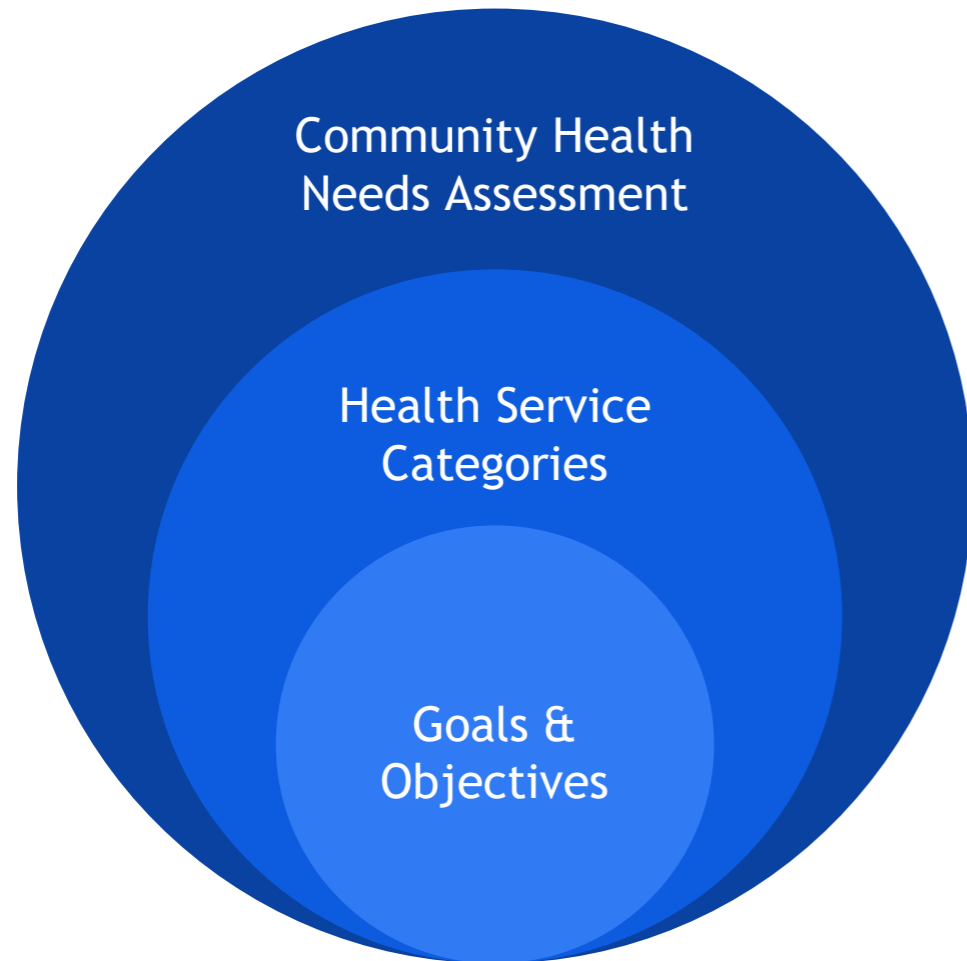 Community Health
Needs Assessment
Health Service
Categories
Goals &
Objectives